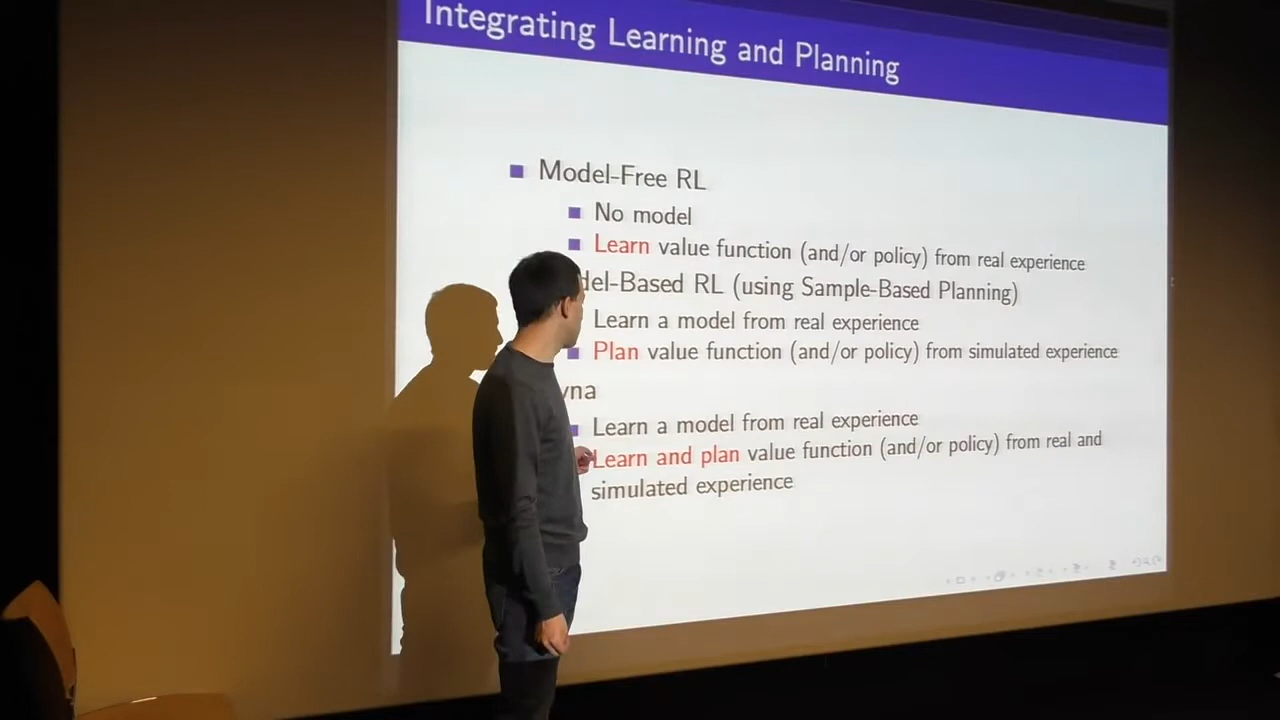 Integrating Learning and Planning
Model-Free RL
No model
Learn value function (and/or policy) from real experience
del-Based RL (using Sample-Based Planning)
Learn a model from real experience
Plan value function (and/or policy) from simulated experience
yna
Learn a model from real experience
Learn and plan value function (and/or policy) from real and
simulated experience